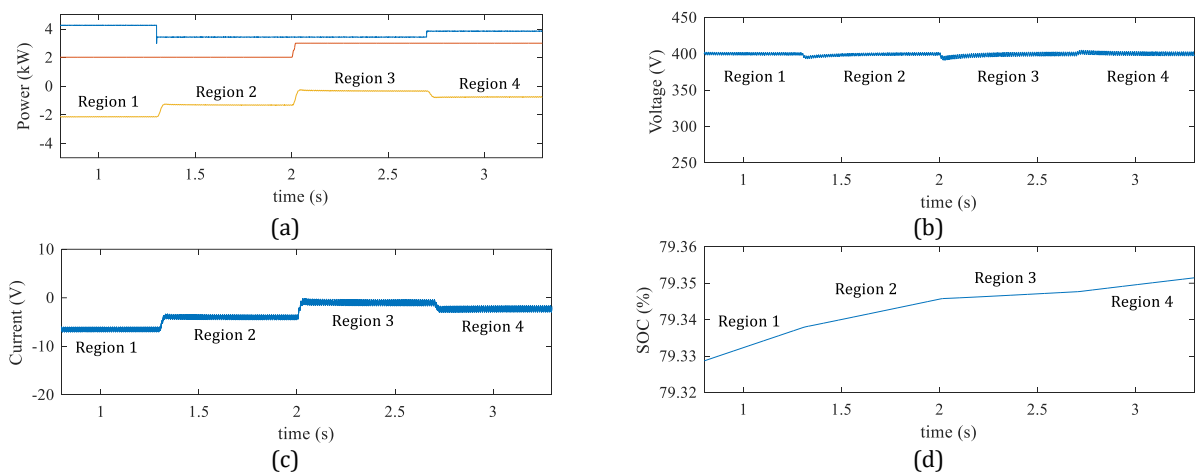 4
2
0
-2
-4
Power (kW)
Region 1
Region 2
Region 3
Region 4
1
1.5
2
2.5
3
time (s)
(a)
450
400
350
300
250
Voltage (V)
Region 1
Region 2
Region 3
Region 4
1
1.5
2
2.5
3
time (s)
(b)
10
0
-10
-20
Current (V)
Region 1
Region 2
Region 3
Region 4
1
1.5
2
2.5
3
time (s)
(c)
79.36
79.35
79.34
79.33
79.32
SOC (%)
Region 1
Region 2
Region 3
Region 4
1
1.5
2
2.5
3
time (s)
(d)